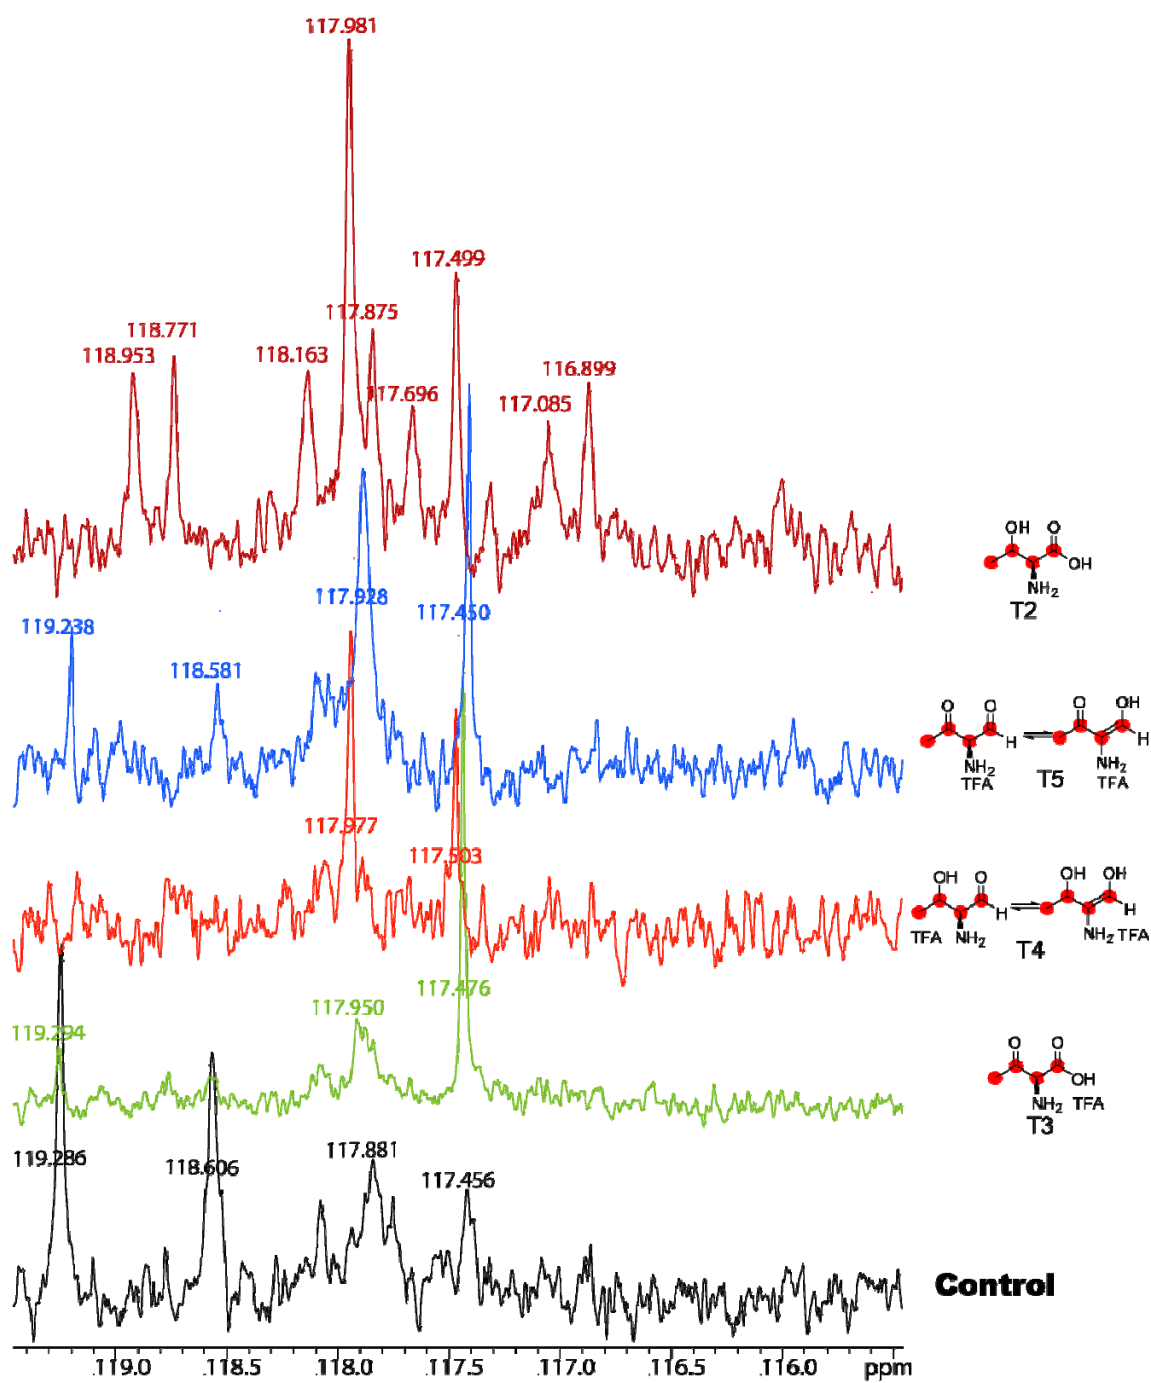 117.981
117.499
117.875
118.771
118.953
118.163
116.899
117.696
117.085
OH
O
OH
NH₂
T2
117.928
117.450
119.238
118.581
O
O
OH
O
H
H
NH₂
NH₂
TFA
T5
TFA
117.977
117.503
OH
O
OH
OH
H
H
TFA
NH₂
NH₂
TFA
T4
117.476
117.950
119.294
O
O
OH
NH₂
TFA
T3
119.286
118.606
117.881
117.456
Control
119.0
118.5
118.0
117.5
117.0
116.5
116.0
ppm